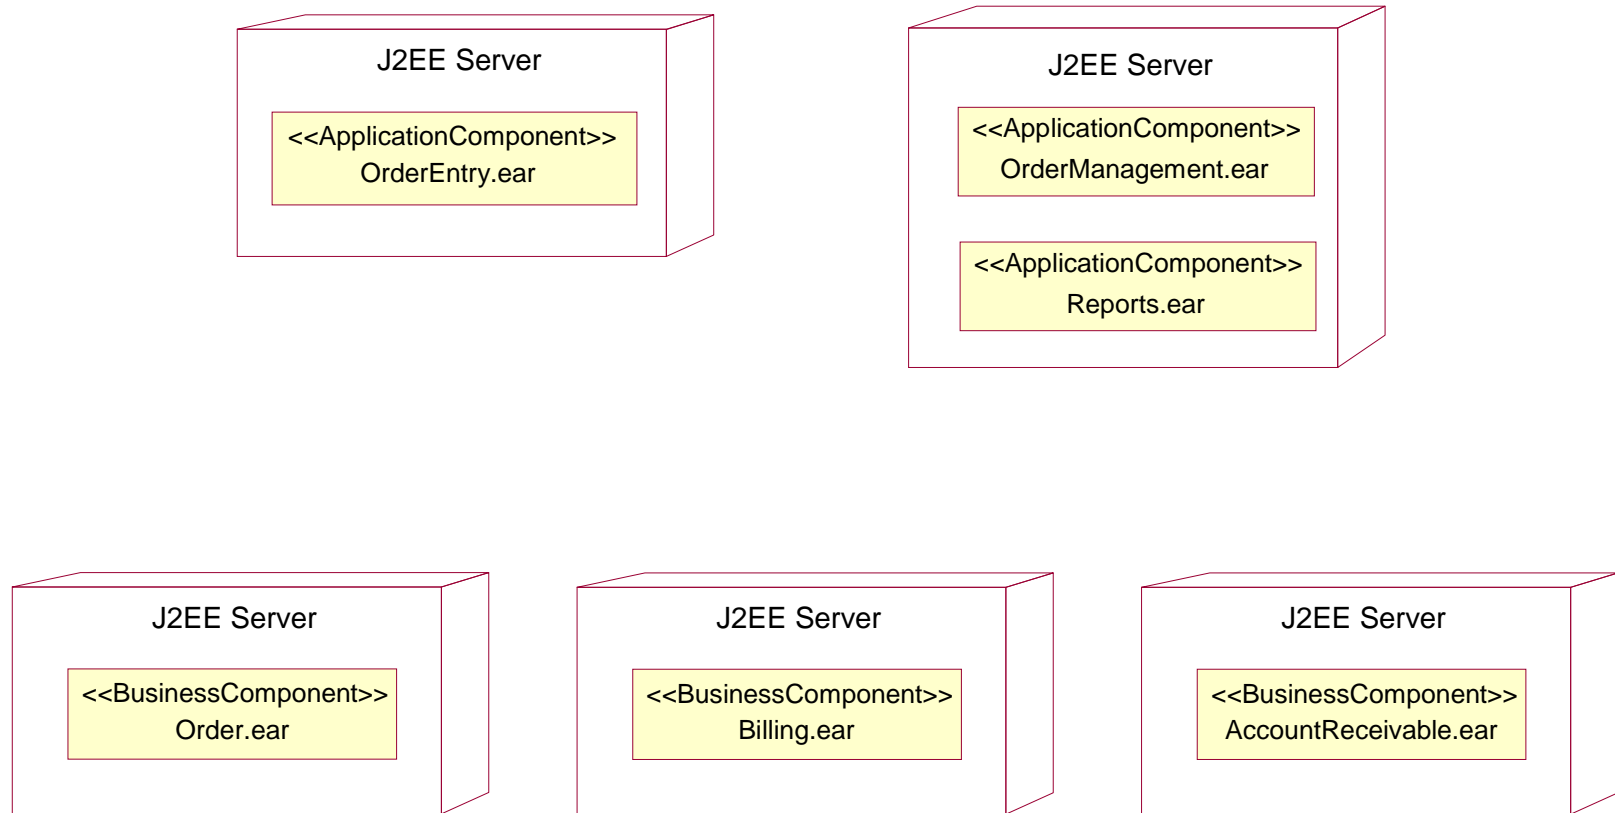 J2EE Server
<<ApplicationComponent>>
OrderEntry.ear
J2EE Server
<<ApplicationComponent>>
OrderManagement.ear
<<ApplicationComponent>>
Reports.ear
J2EE Server
<<BusinessComponent>>
Order.ear
J2EE Server
<<BusinessComponent>>
Billing.ear
J2EE Server
<<BusinessComponent>>
AccountReceivable.ear